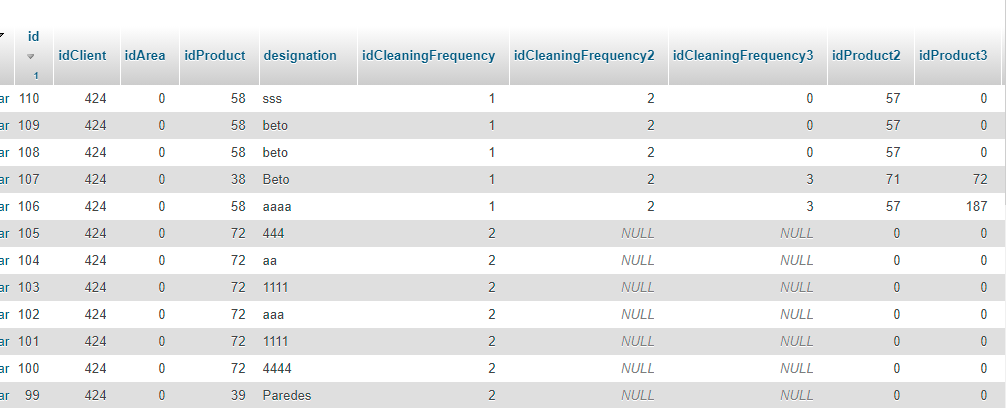 id
1
idClient idArea idProduct designation idCleaningFrequency idCleaningFrequency2 idCleaningFrequency3 idProduct2 idProduct3
ar 110 424 0 58 sss 1 2 0 57 0
ar 109 424 0 58 beto 1 2 0 57 0
ar 108 424 0 58 beto 1 2 0 57 0
ar 107 424 0 38 Beto 1 2 3 71 72
ar 106 424 0 58 aaaa 1 2 3 57 187
ar 105 424 0 72 444 2 NULL NULL 0 0
ar 104 424 0 72 aa 2 NULL NULL 0 0
ar 103 424 0 72 1111 2 NULL NULL 0 0
ar 102 424 0 72 aaa 2 NULL NULL 0 0
ar 101 424 0 72 1111 2 NULL NULL 0 0
ar 100 424 0 72 4444 2 NULL NULL 0 0
ar 99 424 0 39 Paredes 2 NULL NULL 0 0